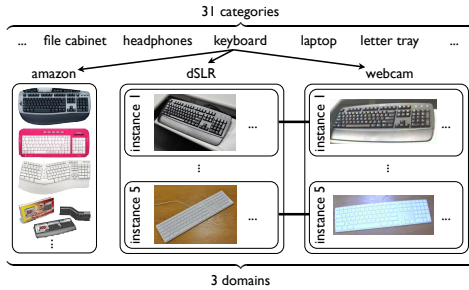 31 categories
... file cabinet headphones keyboard laptop letter tray ...
amazon dSLR webcam
instance 1 ... instance 1 ...
...
instance 5 ... instance 5 ...
3 domains